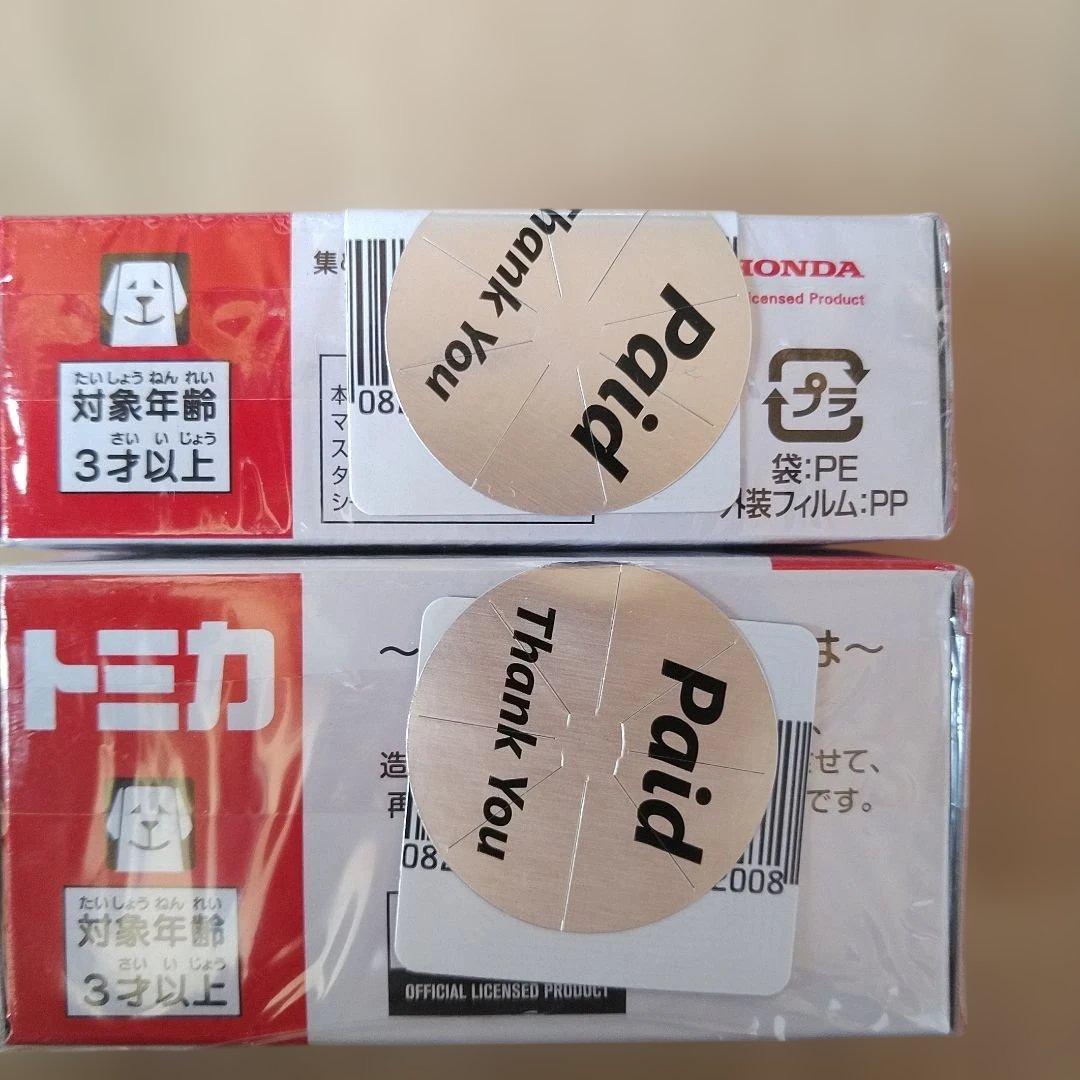 たいしょうねんれい
対象年齢
さいいじょう
3才以上
集
本
マ
ス
タ
シ
08
Thank You
Paid
HONDA
Licensed Product
プラ
袋:PE
外装フィルム:PP
トミカ
たいしょうねんれい
対象年齢
さいいじょう
3才以上
～
は～
造
せて、
再
です。
08
2008
Thank You
Paid
OFFICIAL LICENSED PRODUCT